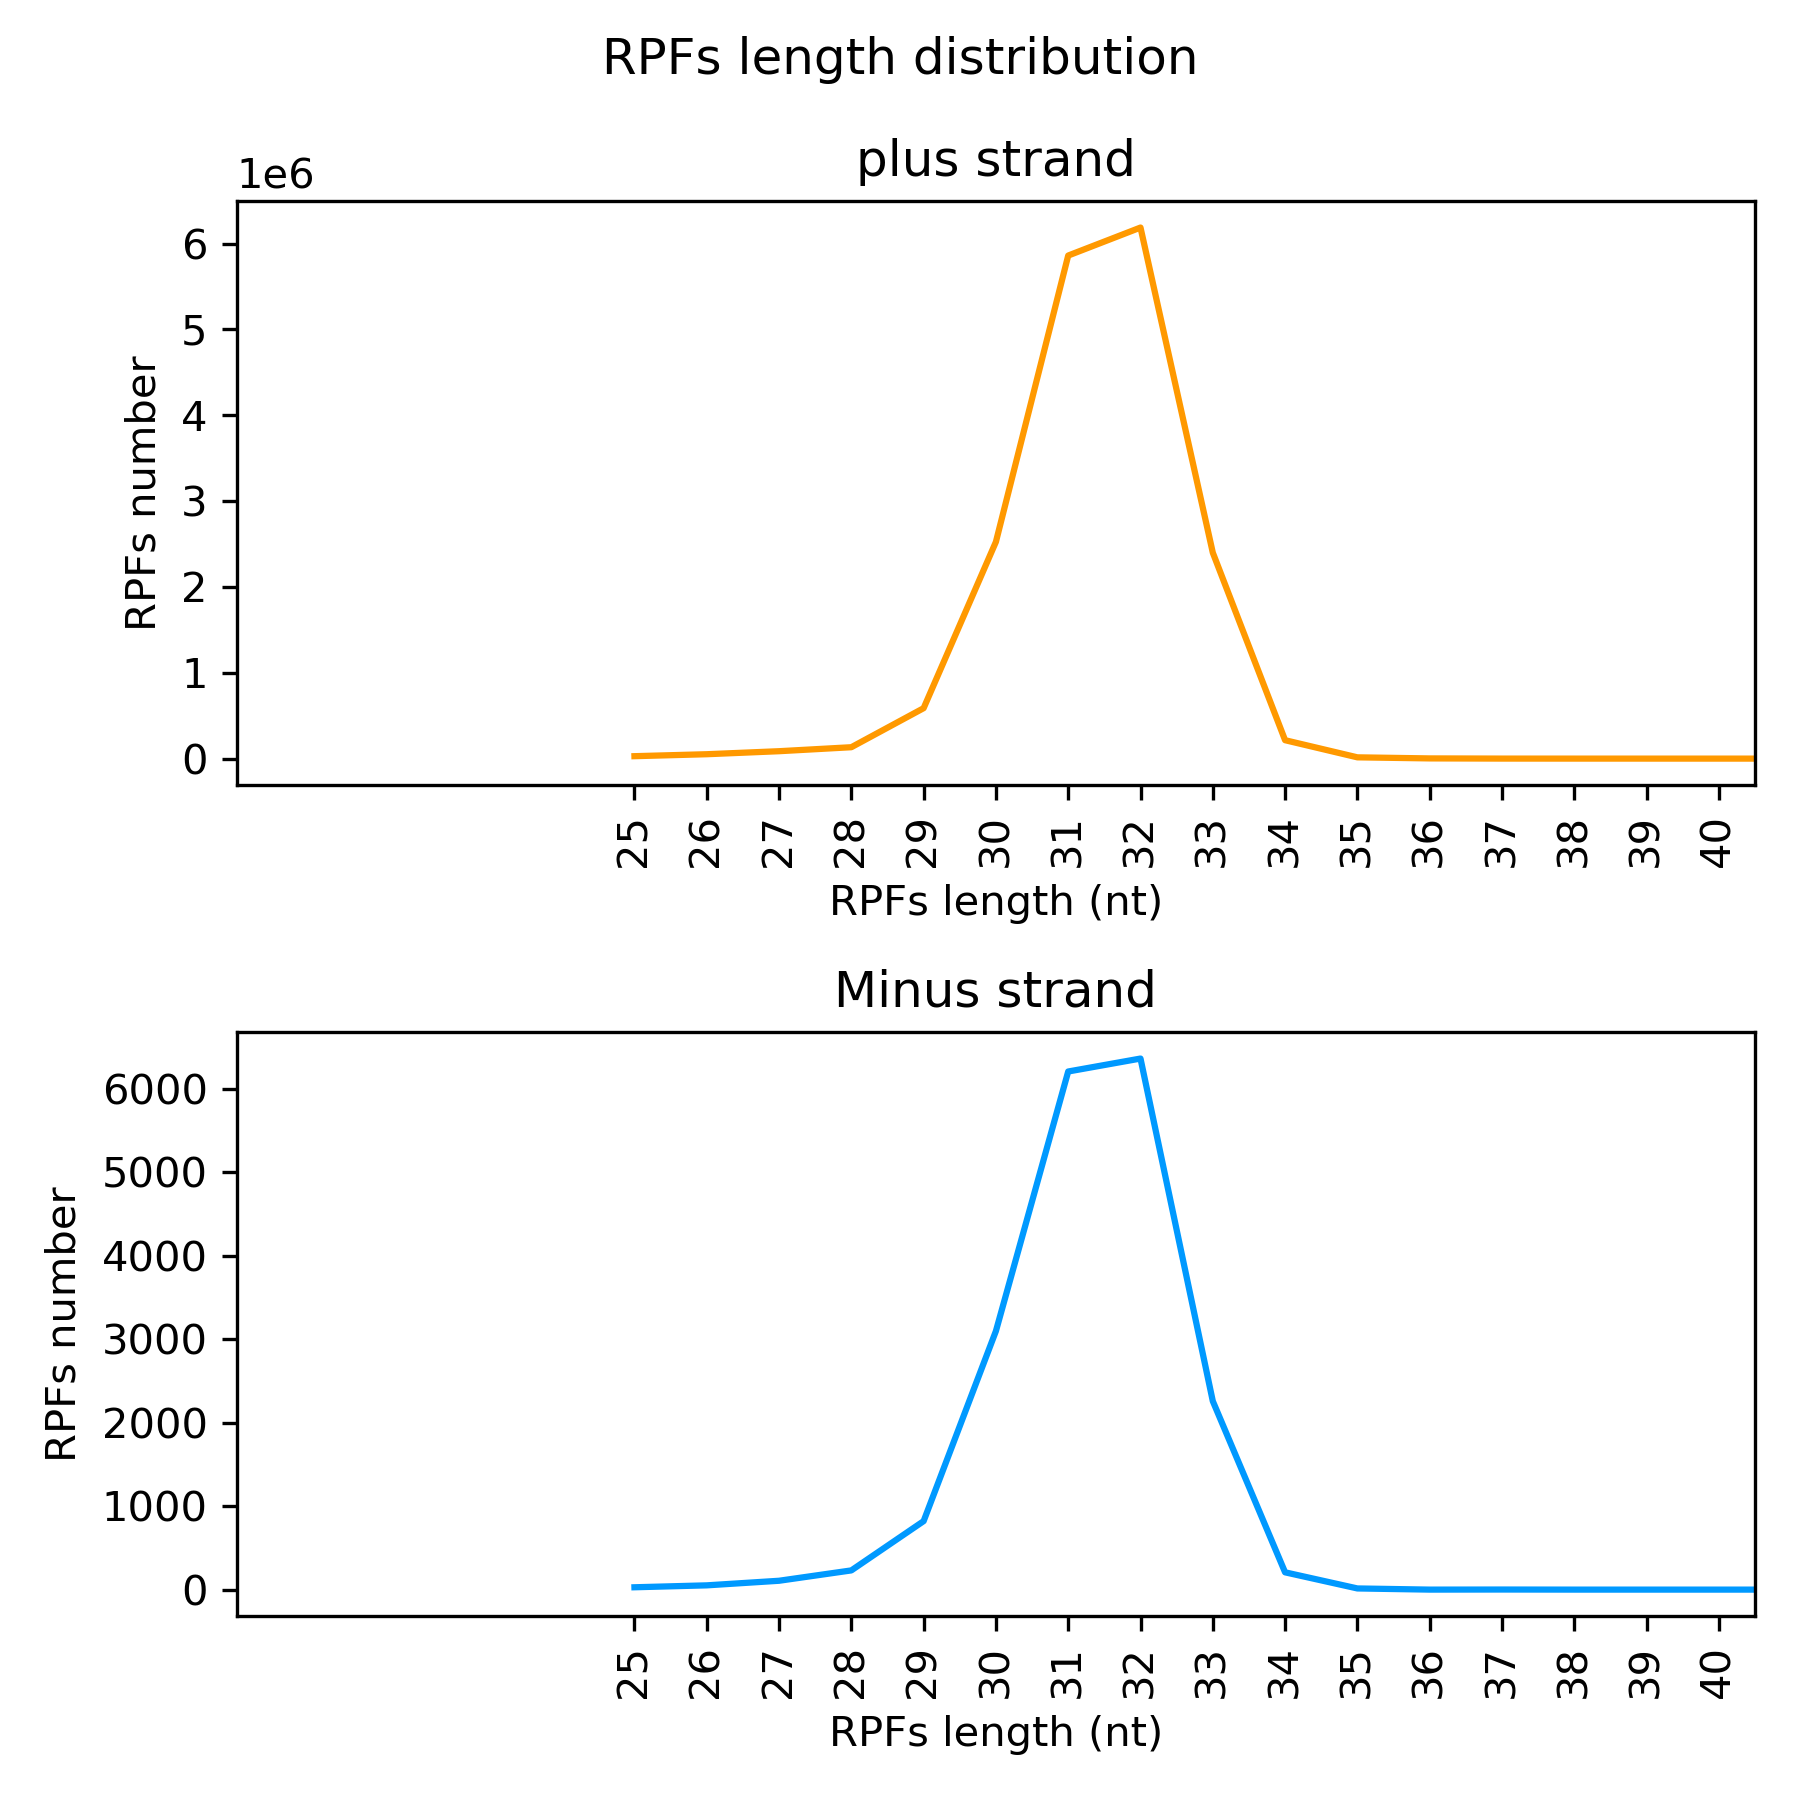 RPFs length distribution
plus strand
1e6
6
5
4
3
2
1
0
RPFs number
25 26 27 28 29 30 31 32 33 34 35 36 37 38 39 40
RPFs length (nt)
Minus strand
6000
5000
4000
3000
2000
1000
0
RPFs number
25 26 27 28 29 30 31 32 33 34 35 36 37 38 39 40
RPFs length (nt)